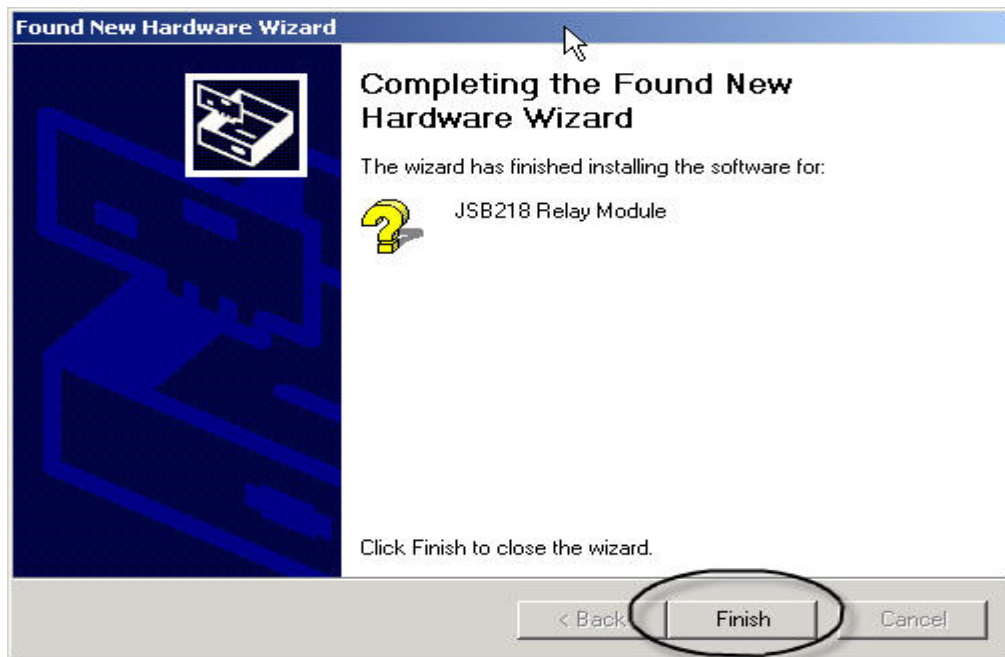 Found New Hardware Wizard
Completing the Found New
Hardware Wizard
The wizard has finished installing the software for:
JSB218 Relay Module
Click Finish to close the wizard.
< Back
Finish
Cancel